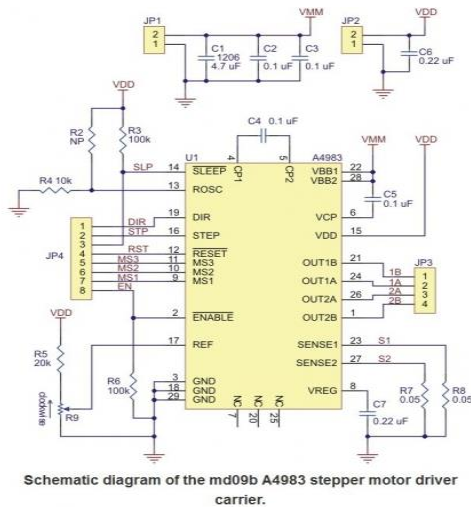 JP1
2
1
VMM
C1
1206
4.7 uF
C2
0.1 uF
C3
0.1 uF
JP2
2
1
VDD
C6
0.22 uF
VDD
R2
NP
R3
100k
C4 0.1 uF
R4 10k
SLP
U1
4
CP1
5
CP2
A4983
VMM
VDD
14
SLEEP
13
ROSC
19
DIR
16
STEP
12
RESET
11
MS3
10
MS2
9
MS1
2
ENABLE
17
REF
3
GND
18
GND
29
GND
NC
7
NC
20
NC
25
VBB1
22
VBB2
28
VCP
6
VDD
15
OUT1B
21
OUT1A
24
OUT2A
26
OUT2B
1
SENSE1
23
SENSE2
27
VREG
8
C5
0.1 uF
JP4
1
2
3
4
5
6
7
8
DIR
STP
RST
MS3
MS2
MS1
EN
JP3
1B
1
1A
2
2A
3
2B
4
VDD
R5
20k
clockwise
R9
R6
100k
S1
S2
C7
0.22 uF
R7
0.05
R8
0.05
Schematic diagram of the md09b A4983 stepper motor driver
carrier.